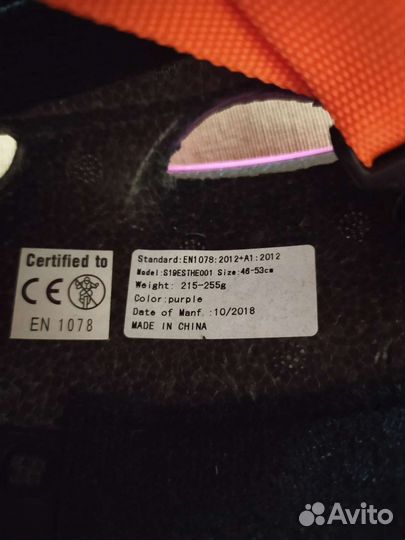 Certified to
CE
EN 1078
Standard:EN1078:2012+A1:2012
Model:S19ESTHE001 Size:46-53cm
Weight: 215-255g
Color:purple
Date of Manf.:10/2018
MADE IN CHINA
Avito